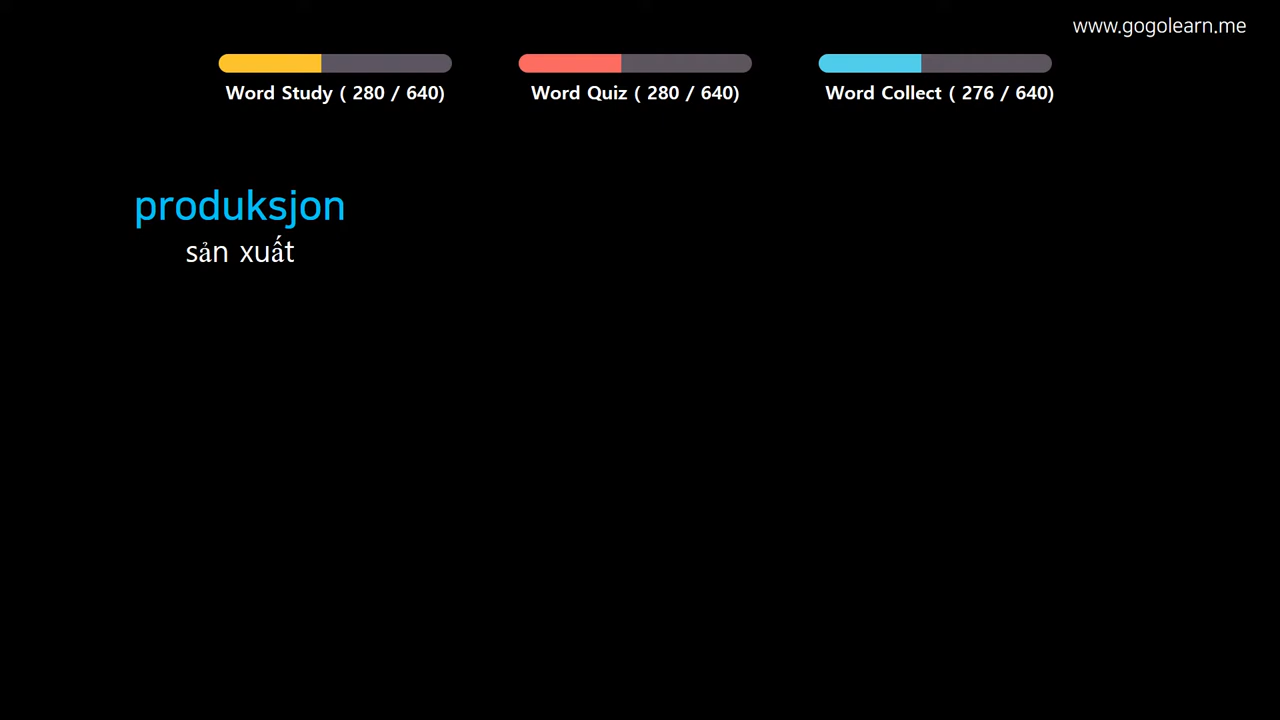 www.gogolearn.me
Word Study ( 280 / 640)
Word Quiz ( 280 / 640)
Word Collect ( 276 / 640)
produksjon
sản xuất